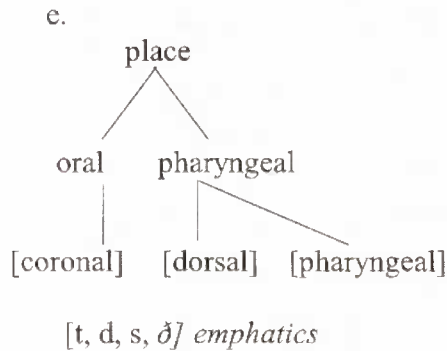 e.
place
oral pharyngeal
[coronal] [dorsal] [pharyngeal]
[t, d, s, ð] emphatics